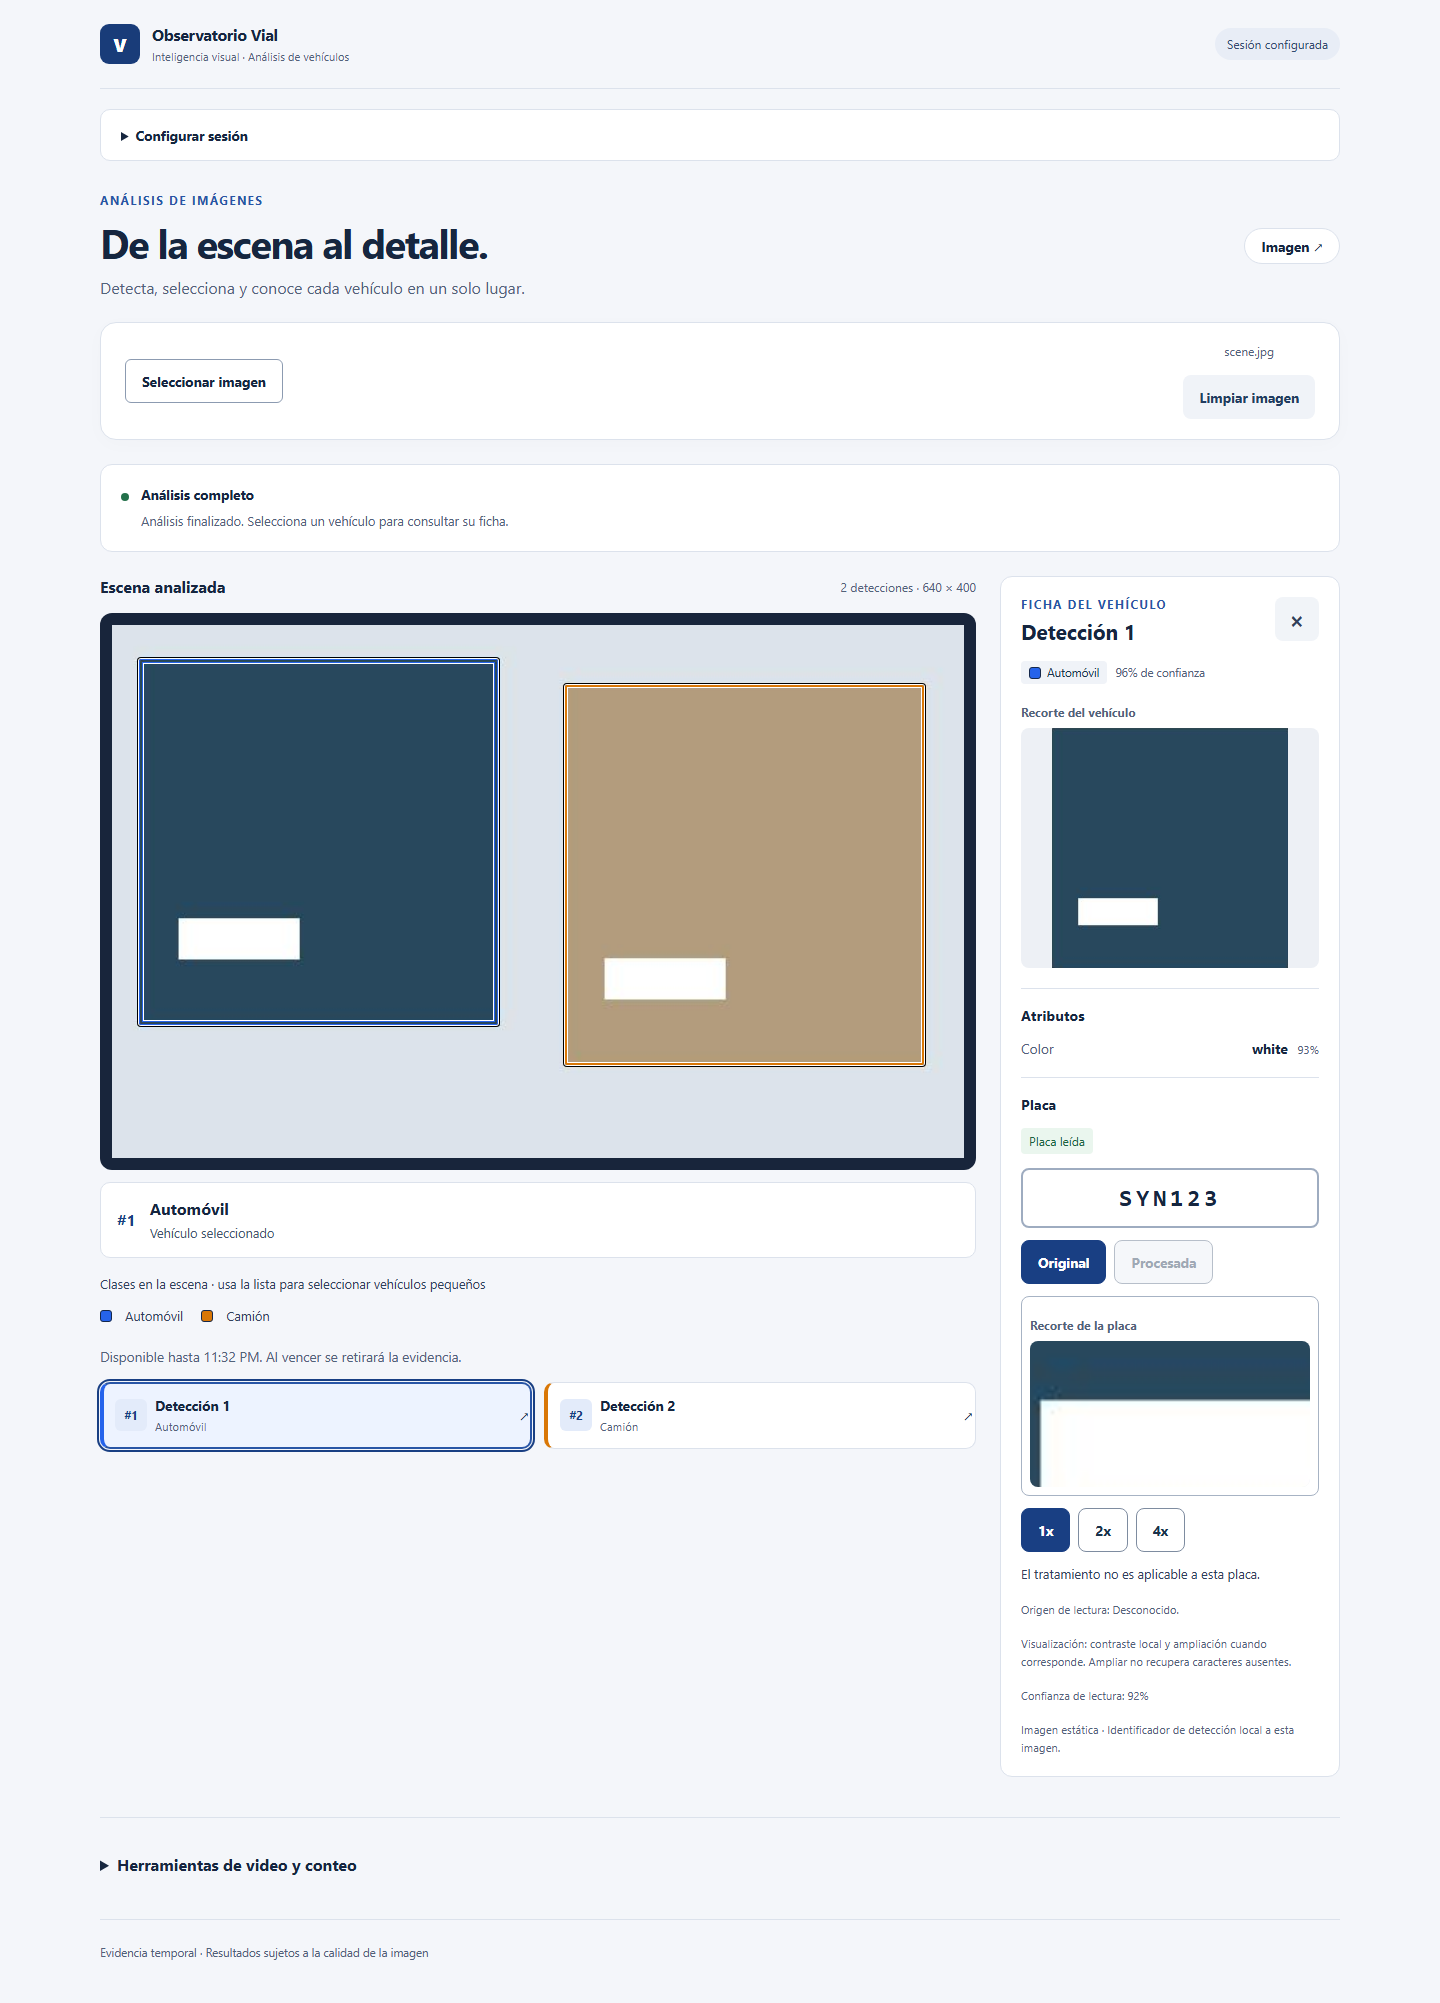 V
Observatorio Vial
Inteligencia visual · Análisis de vehículos
Sesión configurada
▶ Configurar sesión
ANÁLISIS DE IMÁGENES
De la escena al detalle.
Imagen ↗
Detecta, selecciona y conoce cada vehículo en un solo lugar.
Seleccionar imagen
scene.jpg
Limpiar imagen
Análisis completo
Análisis finalizado. Selecciona un vehículo para consultar su ficha.
Escena analizada
2 detecciones · 640 × 400
#1
Automóvil
Vehículo seleccionado
Clases en la escena · usa la lista para seleccionar vehículos pequeños
Automóvil
Camión
Disponible hasta 11:32 PM. Al vencer se retirará la evidencia.
#1
Detección 1
Automóvil
↗
#2
Detección 2
Camión
↗
FICHA DEL VEHÍCULO
Detección 1
×
Automóvil
96% de confianza
Recorte del vehículo
Atributos
Color white 93%
Placa
Placa leída
SYN123
Original
Procesada
Recorte de la placa
1x
2x
4x
El tratamiento no es aplicable a esta placa.
Origen de lectura: Desconocido.
Visualización: contraste local y ampliación cuando
corresponde. Ampliar no recupera caracteres ausentes.
Confianza de lectura: 92%
Imagen estática · Identificador de detección local a esta
imagen.
▶ Herramientas de video y conteo
Evidencia temporal · Resultados sujetos a la calidad de la imagen